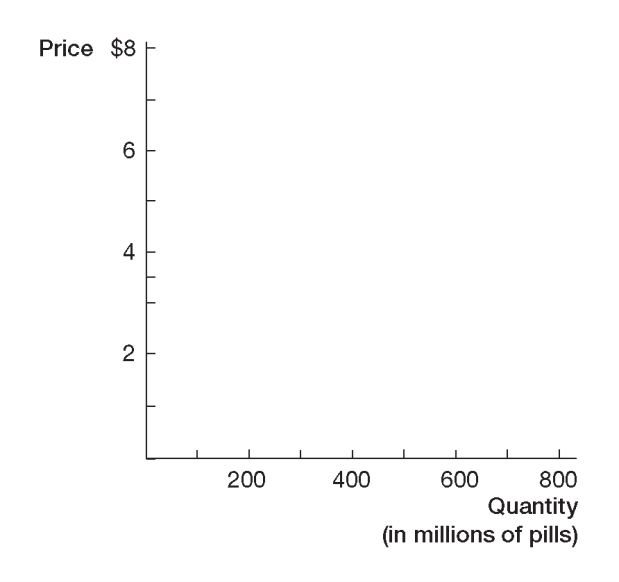 Price $8
6
4
2
200 400 600 800
Quantity
(in millions of pills)